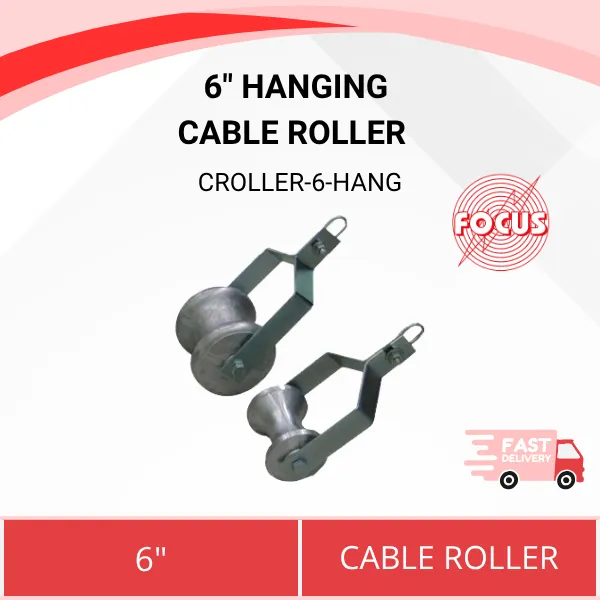 6" HANGING
CABLE ROLLER
CROLLER-6-HANG
FOCUS
FAST
DELIVERY
6"
CABLE ROLLER